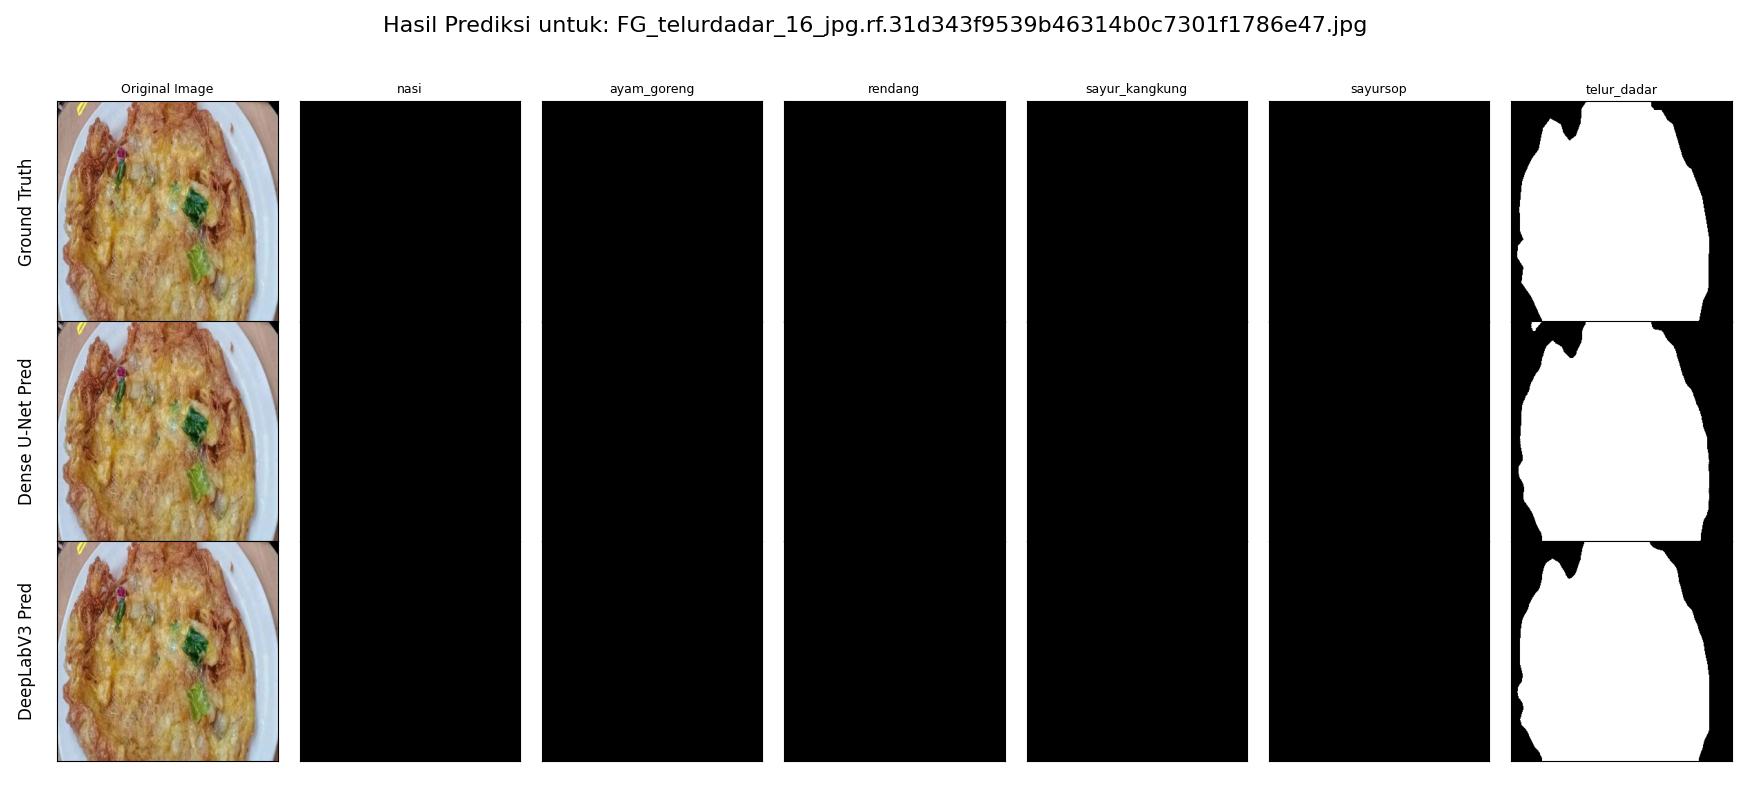 Hasil Prediksi untuk: FG_telurdadar_16_jpg.rf.31d343f9539b46314b0c7301f1786e47.jpg
Original Image
nasi
ayam_goreng
rendang
sayur_kangkung
sayursop
telur_dadar
Ground Truth
Dense U-Net Pred
DeepLabV3 Pred